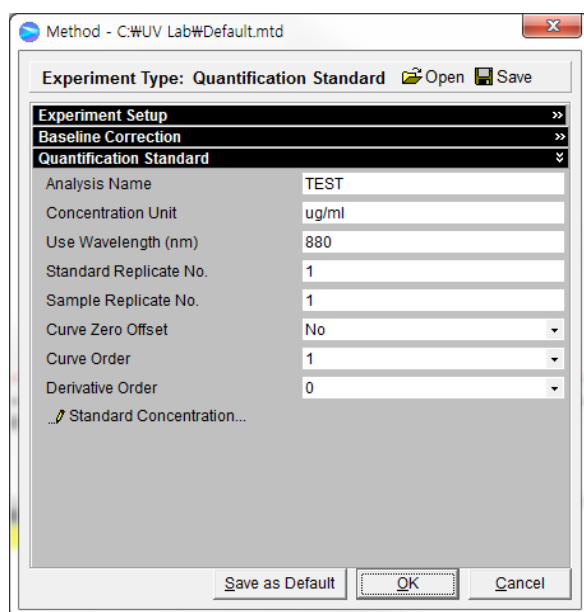 Method - C:₩UV Lab₩Default.mtd
Experiment Type: Quantification Standard Open Save
Experiment Setup
Baseline Correction
Quantification Standard
Analysis Name TEST
Concentration Unit ug/ml
Use Wavelength (nm) 880
Standard Replicate No. 1
Sample Replicate No. 1
Curve Zero Offset No
Curve Order 1
Derivative Order 0
Standard Concentration...
Save as Default OK Cancel